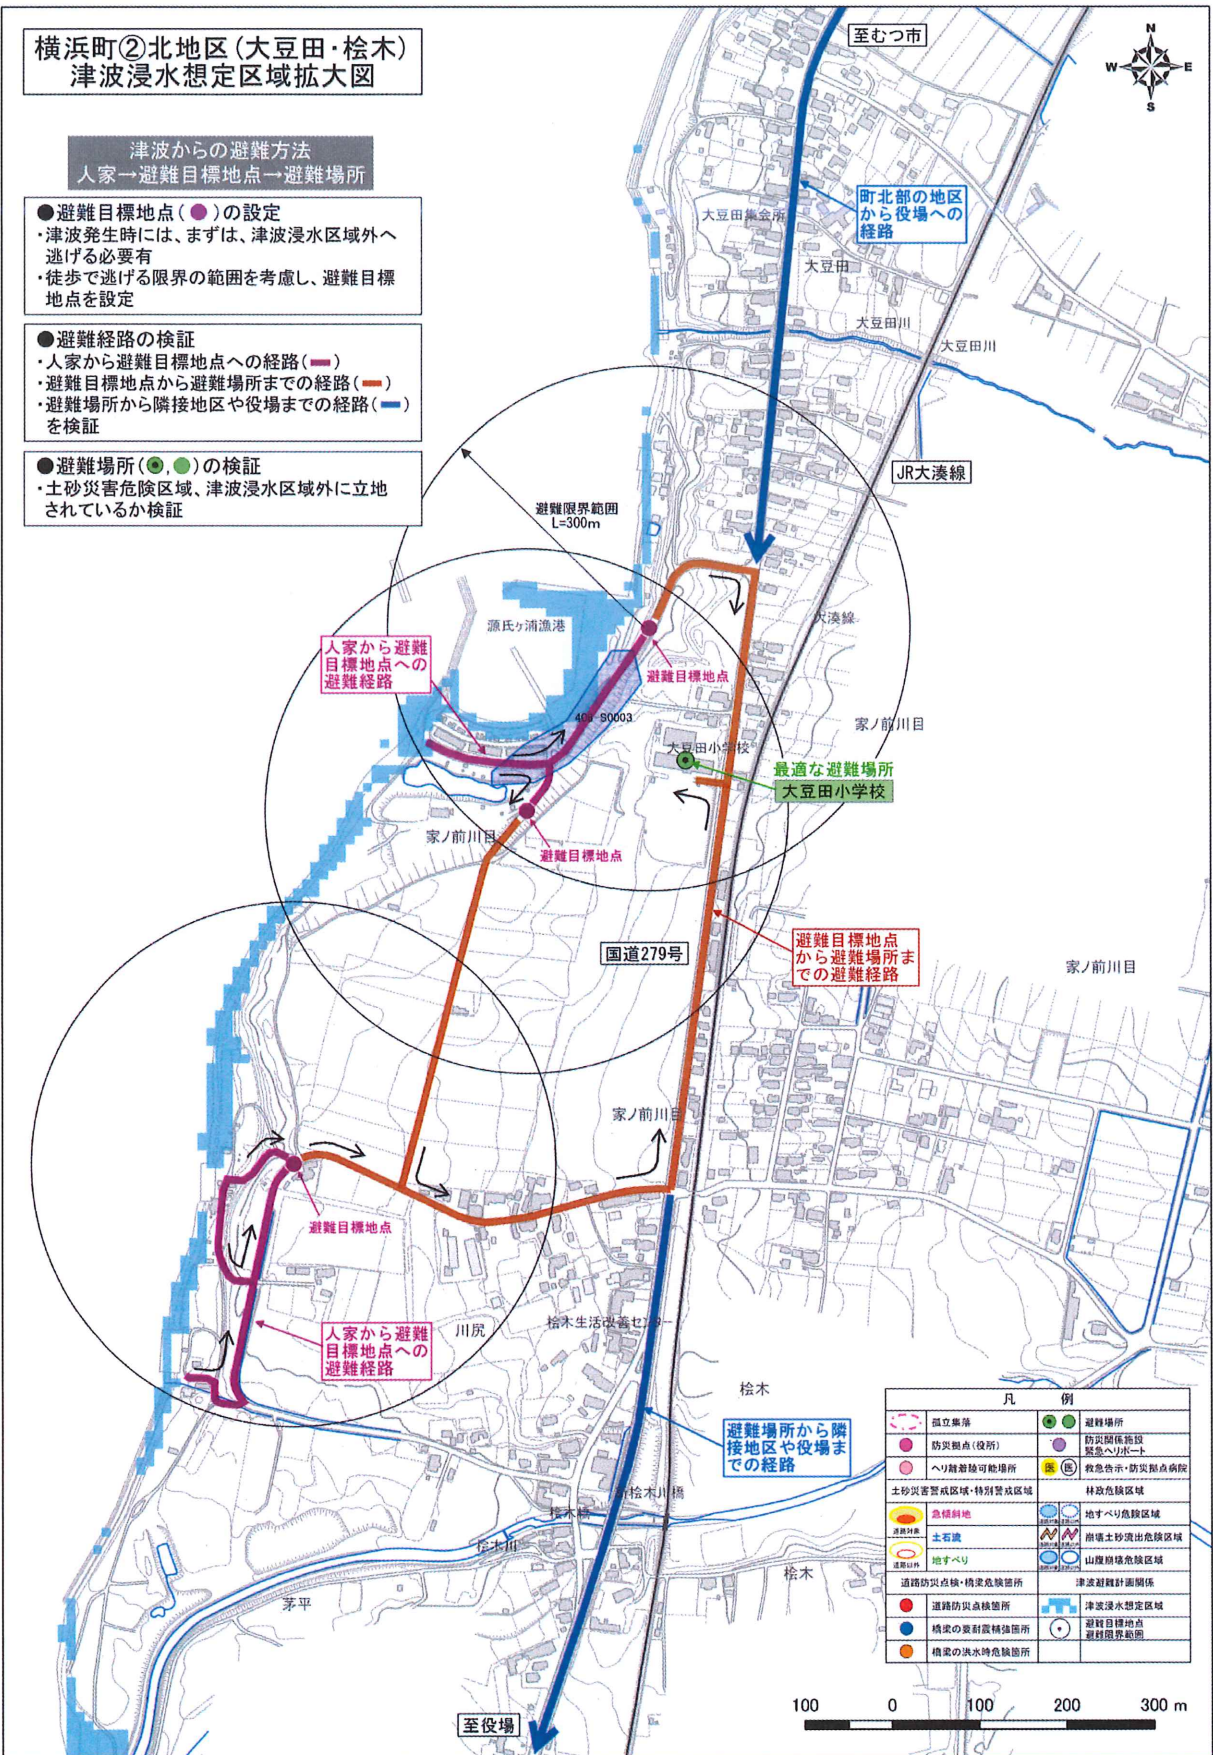 横浜町②北地区(大豆田・桧木)
津波浸水想定区域拡大図
津波からの避難方法
人家→避難目標地点→避難場所
●避難目標地点(●)の設定
・津波発生時には、まずは、津波浸水区域外へ
逃げる必要有
・徒歩で逃げる限界の範囲を考慮し、避難目標
地点を設定
●避難経路の検証
・人家から避難目標地点への経路(━)
・避難目標地点から避難場所までの経路(━)
・避難場所から隣接地区や役場までの経路(━)
を検証
●避難場所(●,●)の検証
・土砂災害危険区域、津波浸水区域外に立地
されているか検証
至むつ市
N
W
E
S
町北部の地区
から役場への
経路
大豆田集会所
大豆田
大豆田川
大豆田川
JR大湊線
避難限界範囲
L=300m
源氏ヶ浦漁港
大湊線
人家から避難
目標地点への
避難経路
避難目標地点
家ノ前川目
大豆田小学校
最適な避難場所
大豆田小学校
家ノ前川目
避難目標地点
国道279号
避難目標地点
から避難場所ま
での避難経路
家ノ前川目
家ノ前川目
避難目標地点
人家から避難
目標地点への
避難経路
川尻
桧木生活改善センター
桧木
避難場所から隣
接地区や役場ま
での経路
新桧木川橋
桧木橋
桧木川
桧木
茅平
至役場
凡例
孤立集落
避難場所
防災拠点(役所)
防災関係施設
緊急ヘリポート
ヘリ離着陸可能場所
医 医
救急告示・防災拠点病院
土砂災害警戒区域・特別警戒区域
林政危険区域
急傾斜地
道路対象
地すべり危険区域
土石流
崩壊土砂流出危険区域
地すべり
道路以外
山腹崩壊危険区域
道路防災点検・橋梁危険箇所
津波避難計画関係
道路防災点検箇所
津波浸水想定区域
橋梁の要耐震補強箇所
避難目標地点
避難限界範囲
橋梁の洪水時危険箇所
100 0 100 200 300 m